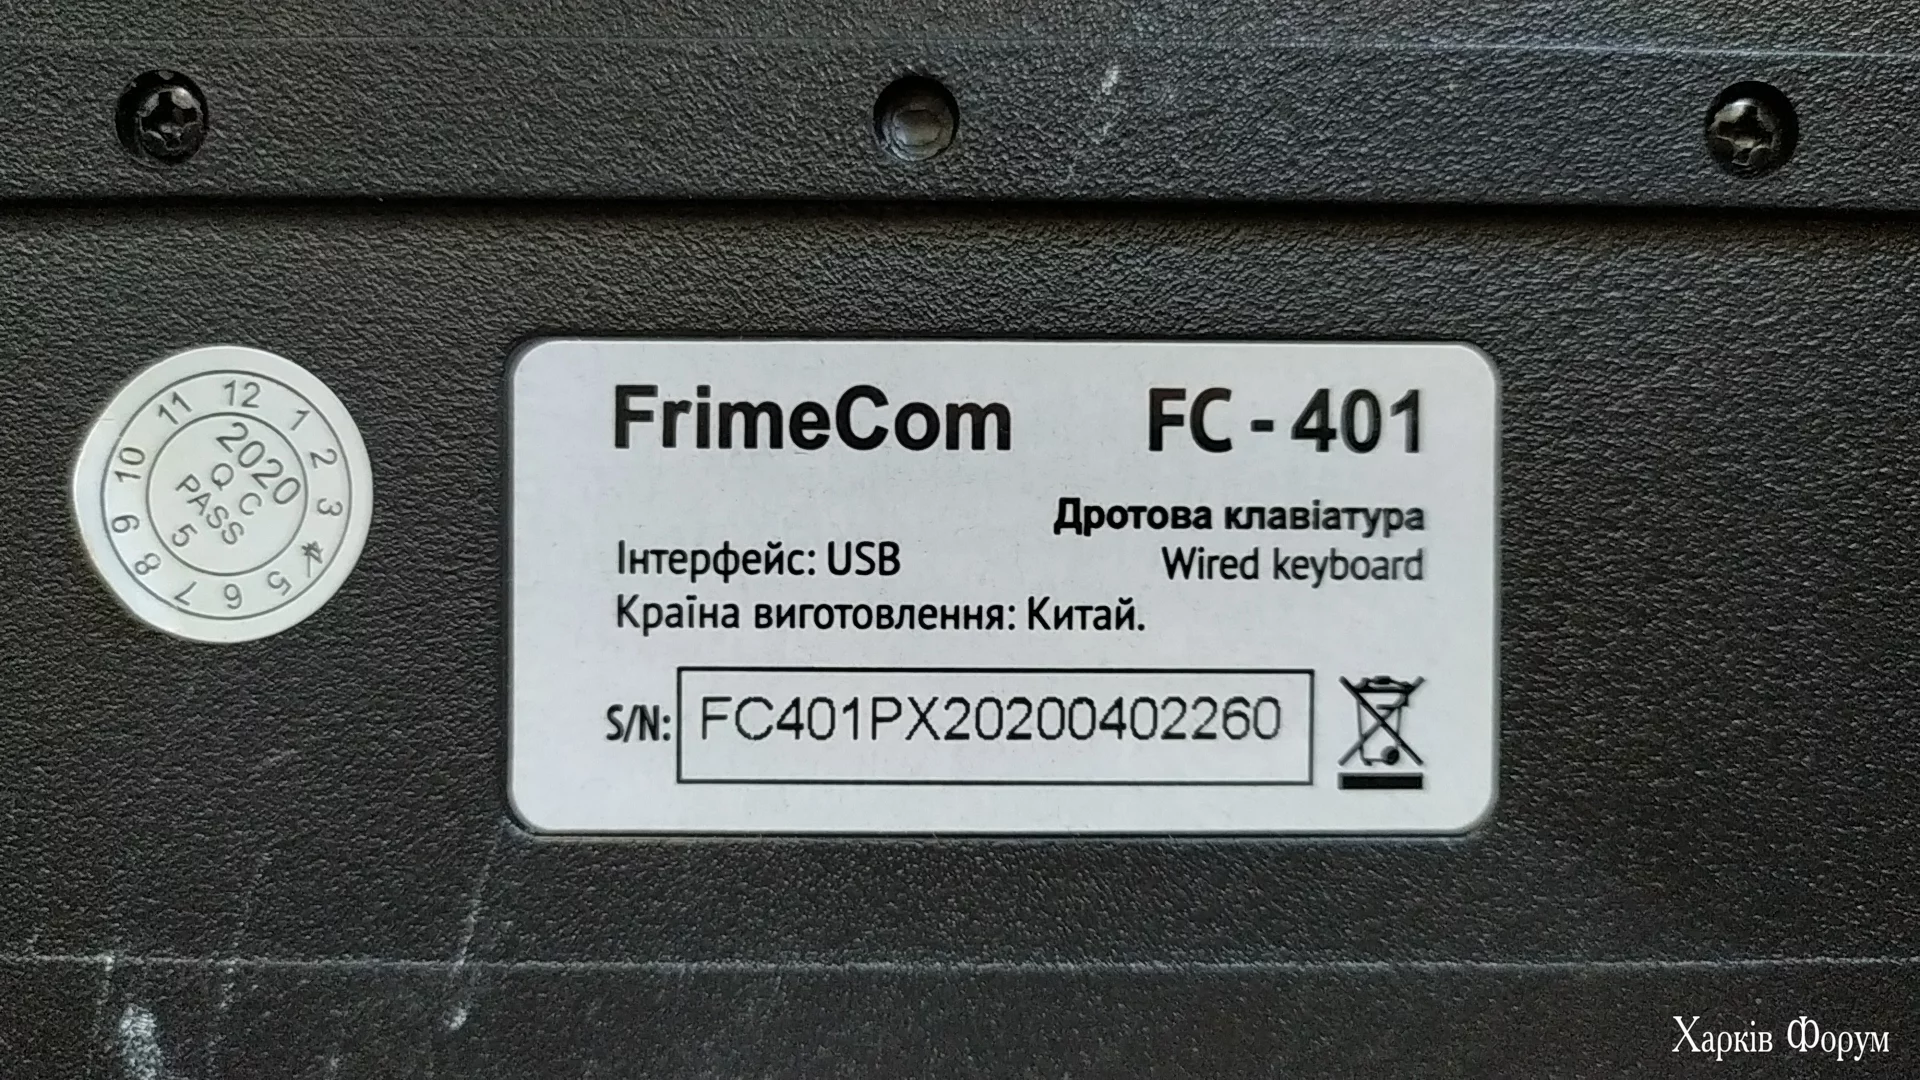 12
11
1
2
10
2020
Q C
3
PASS
9
5
8
5
7
6
FrimeCom FC - 401
Дротова клавіатура
Інтерфейс: USB
Wired keyboard
Країна виготовлення: Китай.
S/N: FC401PX20200402260
Харків Форум